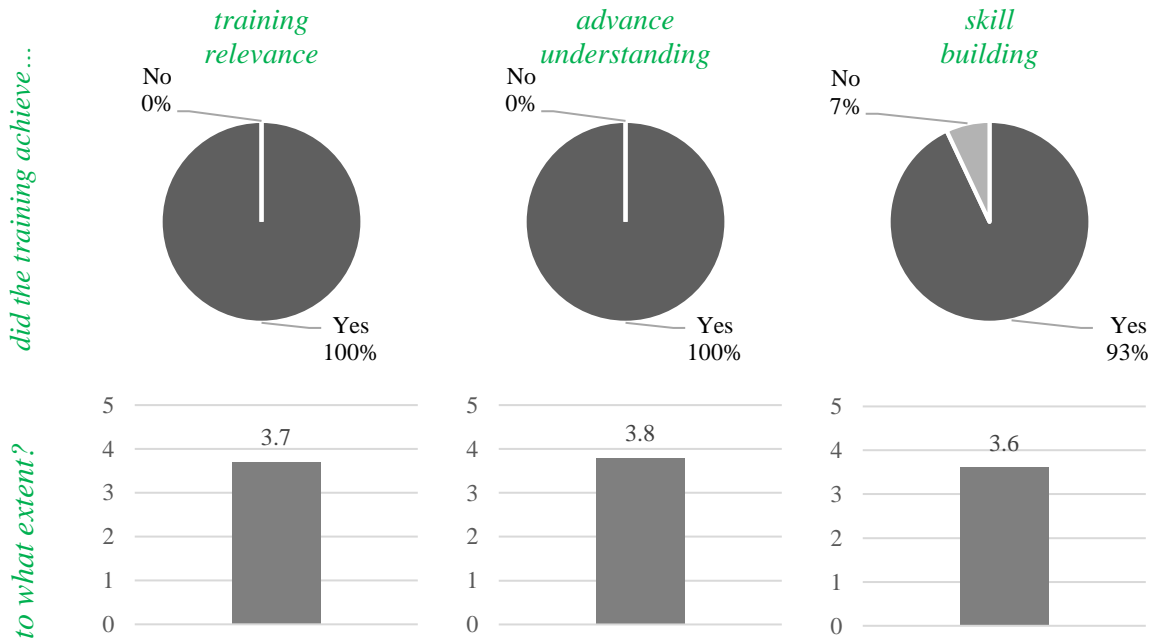 training
relevance
advance
understanding
skill
building
did the training achieve...
No
0%
Yes
100%
No
0%
Yes
100%
No
7%
Yes
93%
to what extent?
5
4
3
2
1
0
3.7
5
4
3
2
1
0
3.8
5
4
3
2
1
0
3.6